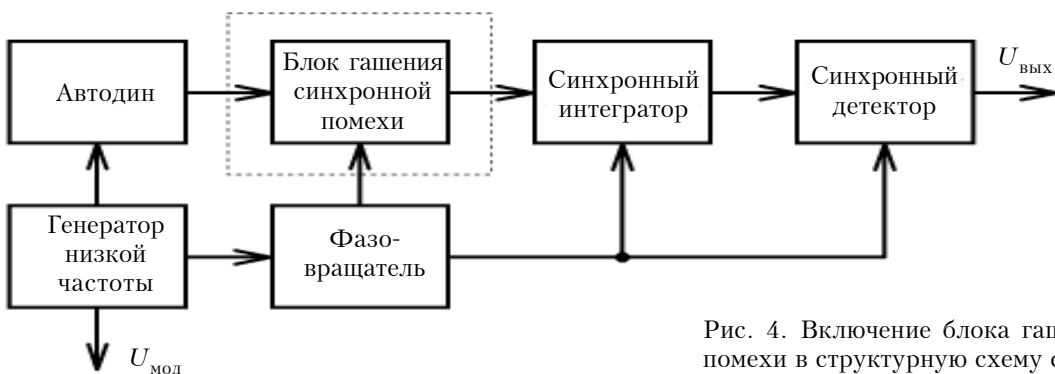 Автодин
Блок гашения
синхронной
помехи
Синхронный
интегратор
Синхронный
детектор
U вых
Генератор
низкой
частоты
Фазо-
вращатель
U мод
Рис. 4. Включение блока
помехи в структурную схему